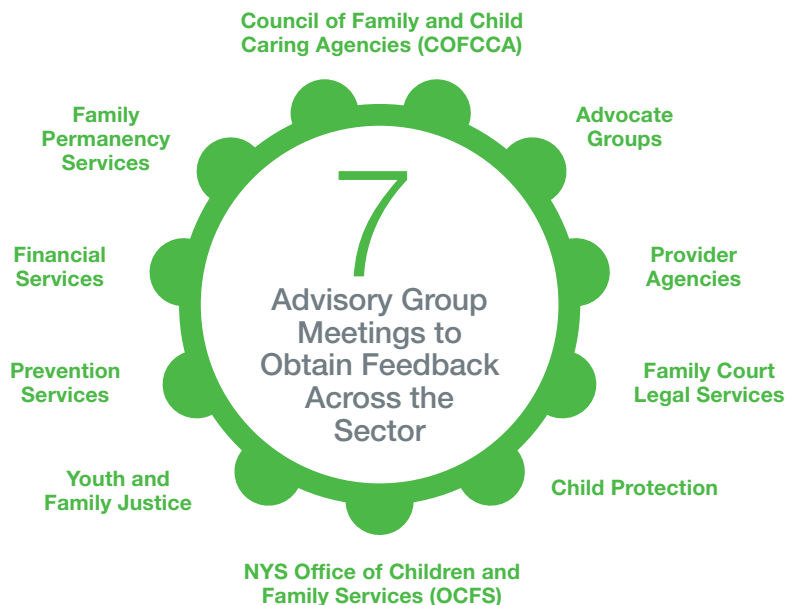 Council of Family and Child
Caring Agencies (COFCCA)
Advocate
Groups
Provider
Agencies
Family Court
Legal Services
Child Protection
NYS Office of Children and
Family Services (OCFS)
Youth and
Family Justice
Prevention
Services
Financial
Services
Family
Permanency
Services
7
Advisory Group
Meetings to
Obtain Feedback
Across the
Sector